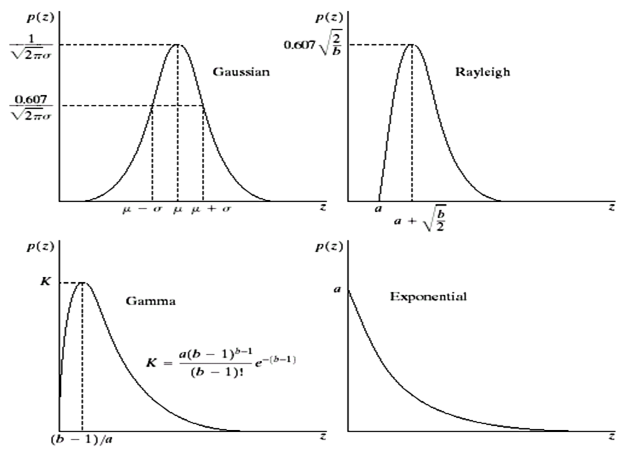 p(z)
1
√2πσ
0.607
√2πσ
Gaussian
μ − σ μ μ + σ z
p(z)
0.607 √2/b
Rayleigh
a
a + √b/2
z
p(z)
K
Gamma
K = a(b − 1)^b−1 / (b − 1)! e^−(b−1)
(b − 1)/a
z
p(z)
a
Exponential
z